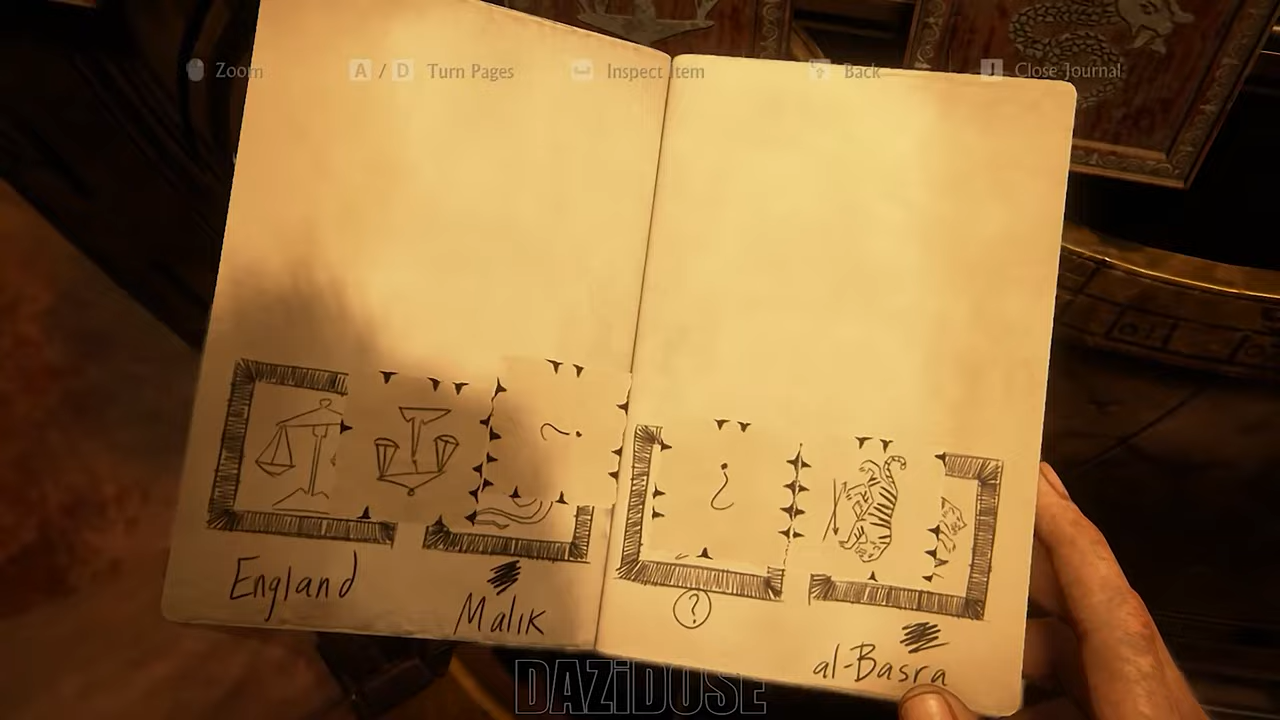 Zoom A / D Turn Pages Inspect Item Back J Close Journal
? ?
England Malik ? al-Basra
DAZiDUSE